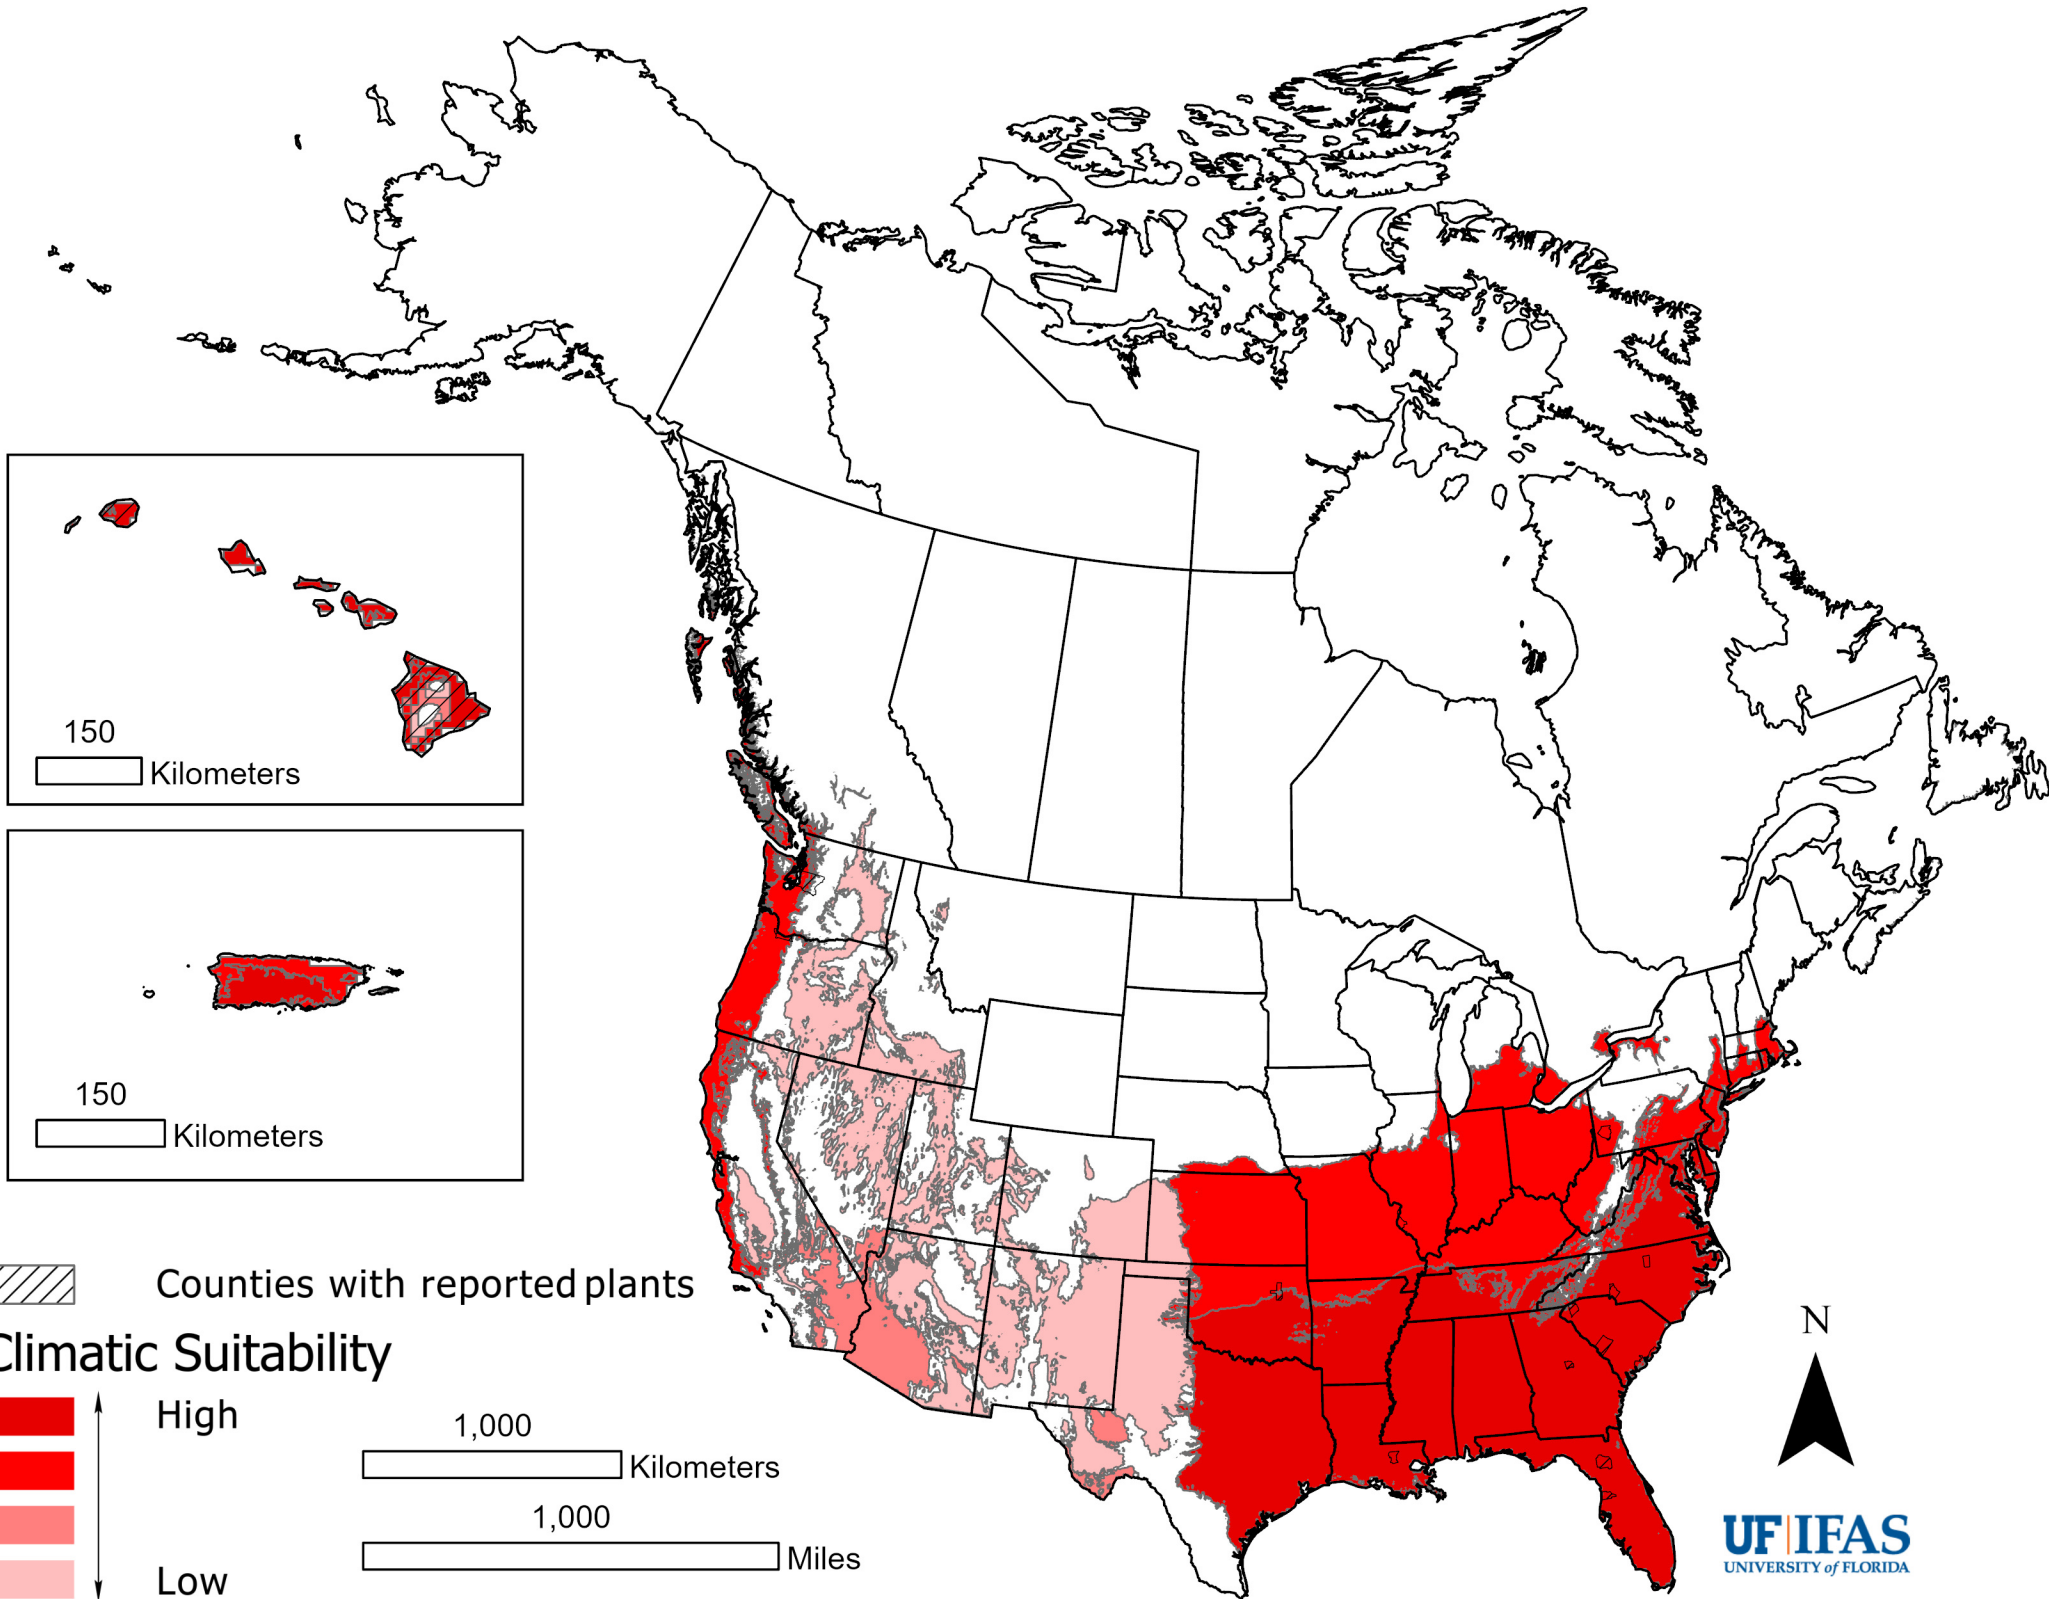 150
Kilometers
150
Kilometers
Counties with reported plants
Climatic Suitability
High
Low
1,000
Kilometers
1,000
Miles
N
UF|IFAS
UNIVERSITY of FLORIDA